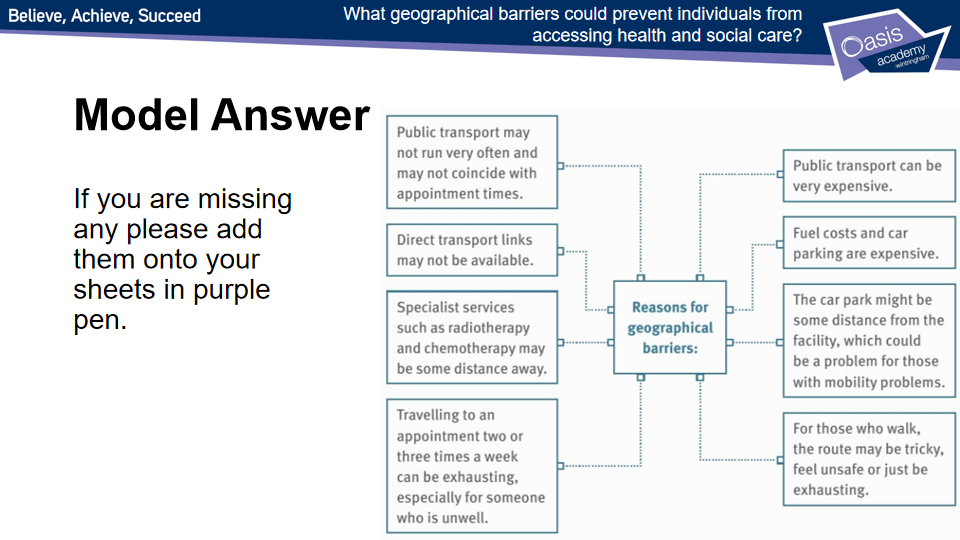 Believe, Achieve, Succeed
What geographical barriers could prevent individuals from
accessing health and social care?
Oasis
academy
wintringham
Model Answer
If you are missing
any please add
them onto your
sheets in purple
pen.
Public transport may
not run very often and
may not coincide with
appointment times.
Direct transport links
may not be available.
Specialist services
such as radiotherapy
and chemotherapy may
be some distance away.
Travelling to an
appointment two or
three times a week
can be exhausting,
especially for someone
who is unwell.
Reasons for
geographical
barriers:
Public transport can be
very expensive.
Fuel costs and car
parking are expensive.
The car park might be
some distance from the
facility, which could
be a problem for those
with mobility problems.
For those who walk,
the route may be tricky,
feel unsafe or just be
exhausting.